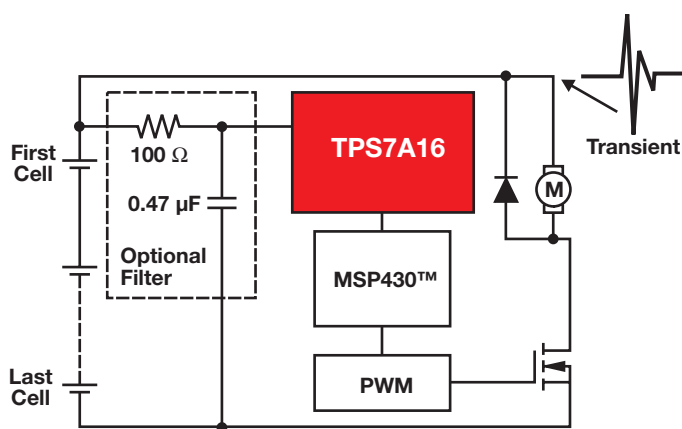 First
Cell
100 Ω
0.47 µF
Optional
Filter
Last
Cell
TPS7A16
MSP430™
PWM
M
Transient